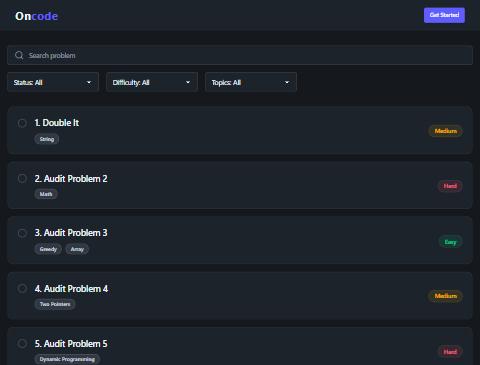 Oncode
Get Started
Search problem
Status: All
Difficulty: All
Topics: All
1. Double It
String
Medium
2. Audit Problem 2
Math
Hard
3. Audit Problem 3
Greedy Array
Easy
4. Audit Problem 4
Two Pointers
Medium
5. Audit Problem 5
Dynamic Programming
Hard